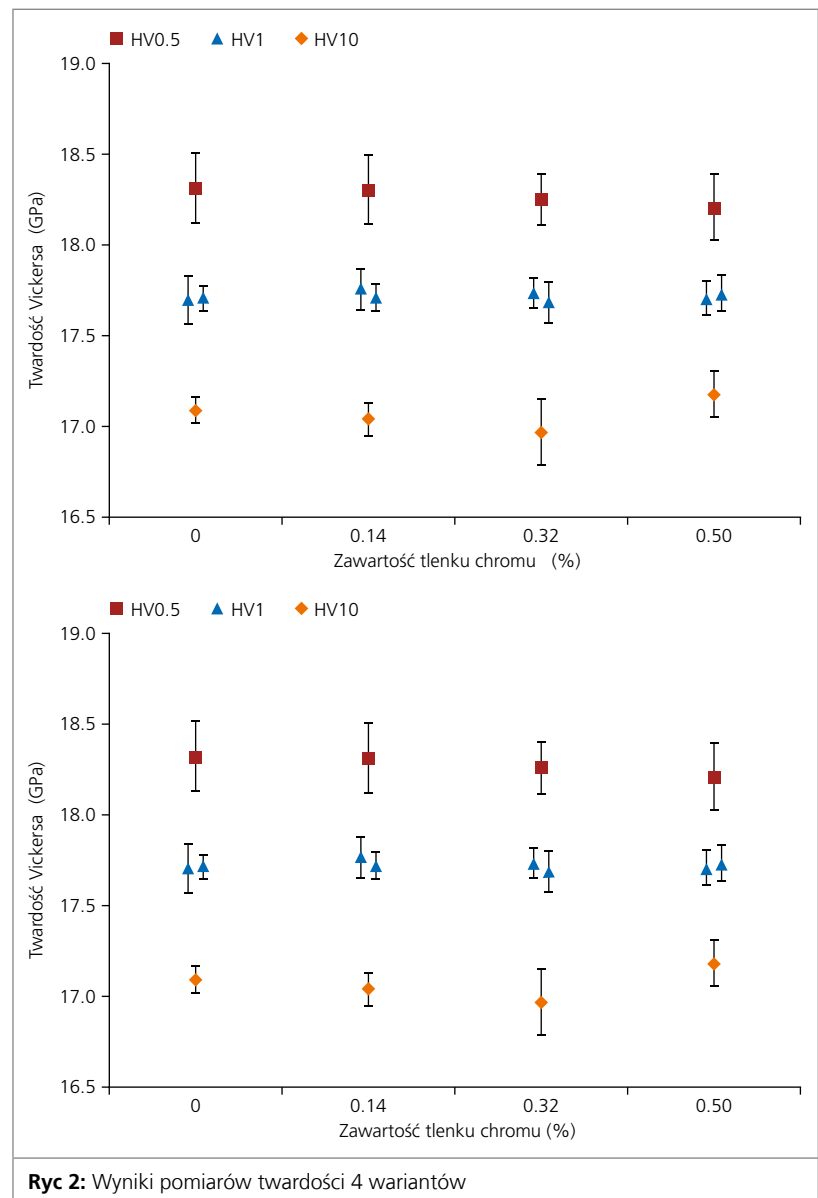 HV0.5 HV1 HV10
19.0
18.5
18.0
17.5
17.0
16.5
Twardość Vickersa (GPa)
0 0.14 0.32 0.50
Zawartość tlenku chromu (%)
HV0.5 HV1 HV10
19.0
18.5
18.0
17.5
17.0
16.5
Twardość Vickersa (GPa)
0 0.14 0.32 0.50
Zawartość tlenku chromu (%)
Ryc 2: Wyniki pomiarów twardości 4 wariantów